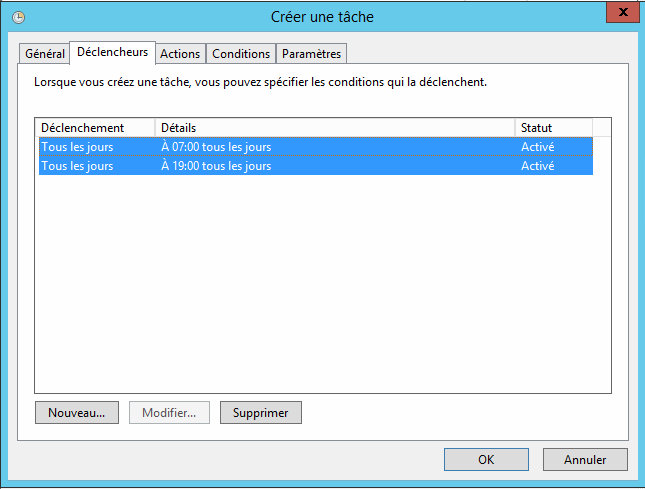 Créer une tâche
x
Général Déclencheurs Actions Conditions Paramètres
Lorsque vous créez une tâche, vous pouvez spécifier les conditions qui la déclenchent.
Déclenchement Détails Statut
Tous les jours À 07:00 tous les jours Activé
Tous les jours À 19:00 tous les jours Activé
Nouveau... Modifier... Supprimer
OK Annuler